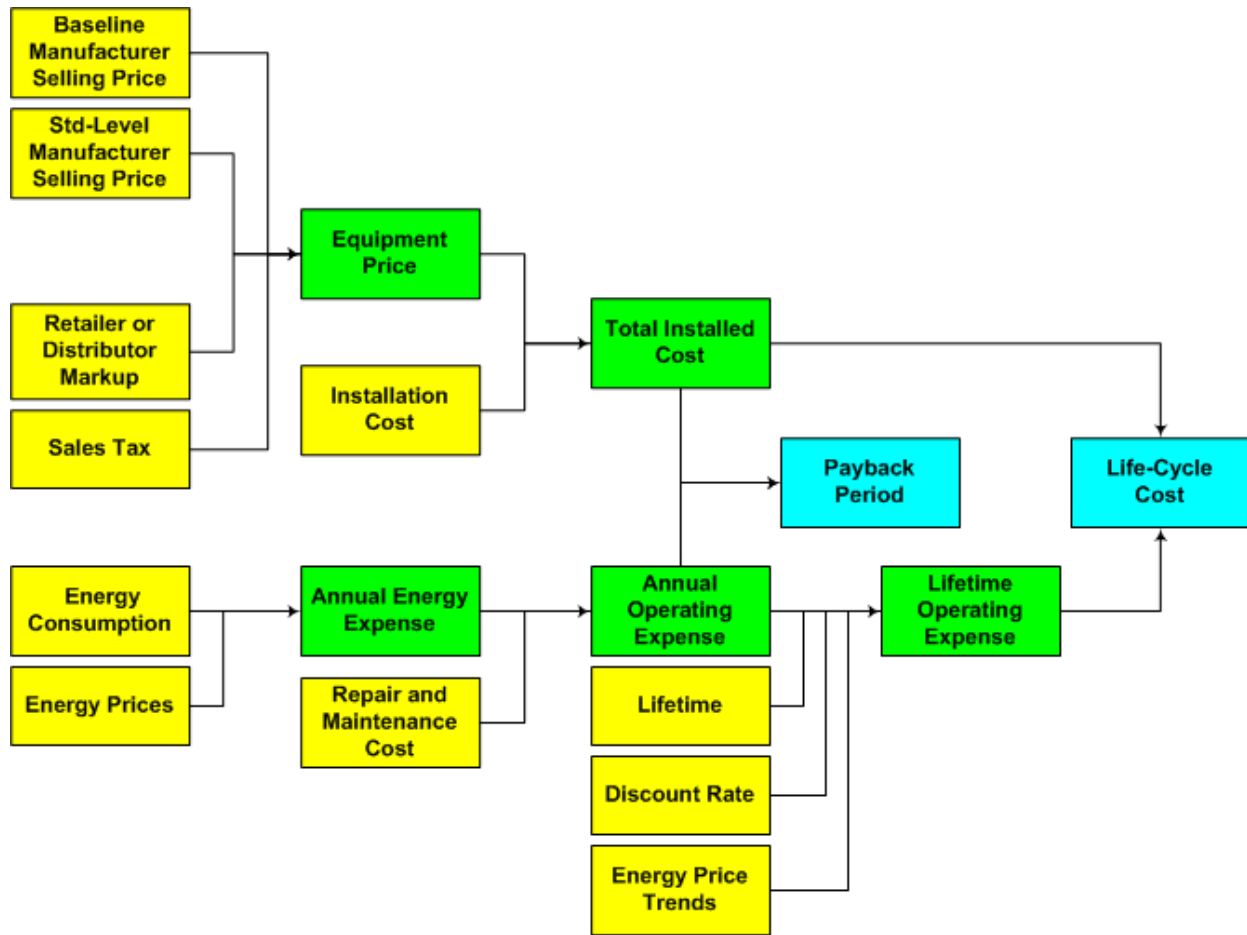 Baseline
Manufacturer
Selling Price
Std-Level
Manufacturer
Selling Price
Equipment
Price
Retailer or
Distributor
Markup
Total Installed
Cost
Installation
Cost
Sales Tax
Payback
Period
Life-Cycle
Cost
Energy
Consumption
Annual Energy
Expense
Annual
Operating
Expense
Lifetime
Operating
Expense
Energy Prices
Repair and
Maintenance
Cost
Lifetime
Discount Rate
Energy Price
Trends